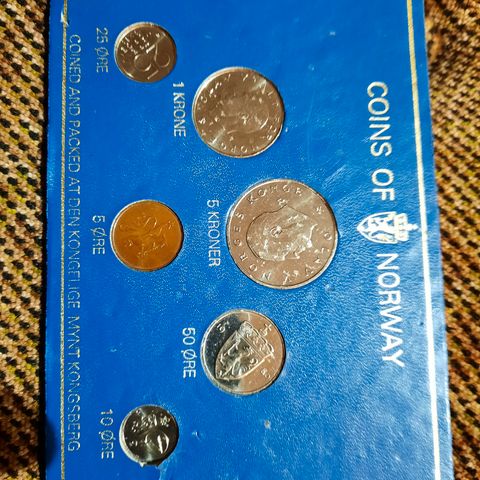 COINS OF NORWAY
1 KRONE
5 KRONER
50 ØRE
25 ØRE
5 ØRE
10 ØRE
COINED AND PACKED AT DEN KONGELIGE MYNT KONGSBERG